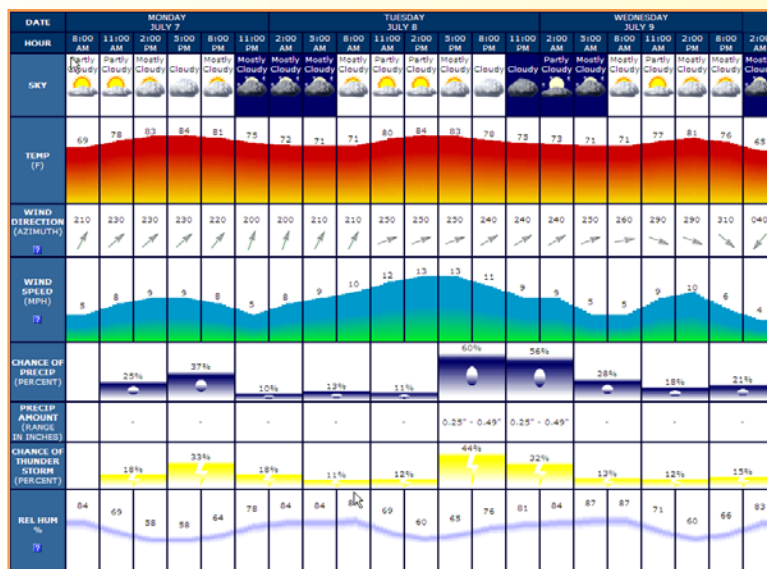 DATE MONDAY JULY 7 TUESDAY JULY 8 WEDNESDAY JULY 9
HOUR 8:00 AM 11:00 AM 2:00 PM 5:00 PM 8:00 PM 11:00 PM 2:00 AM 5:00 AM 8:00 AM 11:00 AM 2:00 PM 5:00 PM 8:00 PM 11:00 PM 2:00 AM 5:00 AM 8:00 AM 11:00 AM 2:00 PM 8:00 PM 2:00 AM
SKY Partly Cloudy Partly Cloudy Mostly Cloudy Cloudy Mostly Cloudy Mostly Cloudy Mostly Cloudy Mostly Cloudy Mostly Cloudy Partly Cloudy Mostly Cloudy Mostly Cloudy Cloudy Cloudy Partly Cloudy Mostly Cloudy Mostly Cloudy Partly Cloudy Mostly Cloudy Mostly Cloudy Mostly Cloudy
TEMP (F) 69 78 83 84 81 75 72 71 71 80 84 83 78 75 73 71 71 77 81 76 65
WIND DIRECTION (AZIMUTH) ? 210 230 230 230 220 200 200 210 210 250 250 250 240 240 240 250 260 290 290 310 040
WIND SPEED (MPH) ? 5 8 9 9 8 5 8 9 10 12 13 13 11 9 9 5 5 9 10 6 4
CHANCE OF PRECIP (PERCENT) 25% 37% 10% 13% 11% 60% 56% 28% 18% 21%
PRECIP AMOUNT (RANGE IN INCHES) - - - - - 0.25" - 0.49" 0.25" - 0.49" - - -
CHANCE OF THUNDER STORM (PERCENT) 18% 33% 18% 11% 12% 44% 32% 13% 12% 15%
REL HUM % ? 84 69 58 58 64 78 84 84 69 60 65 76 81 84 87 87 71 60 66 83